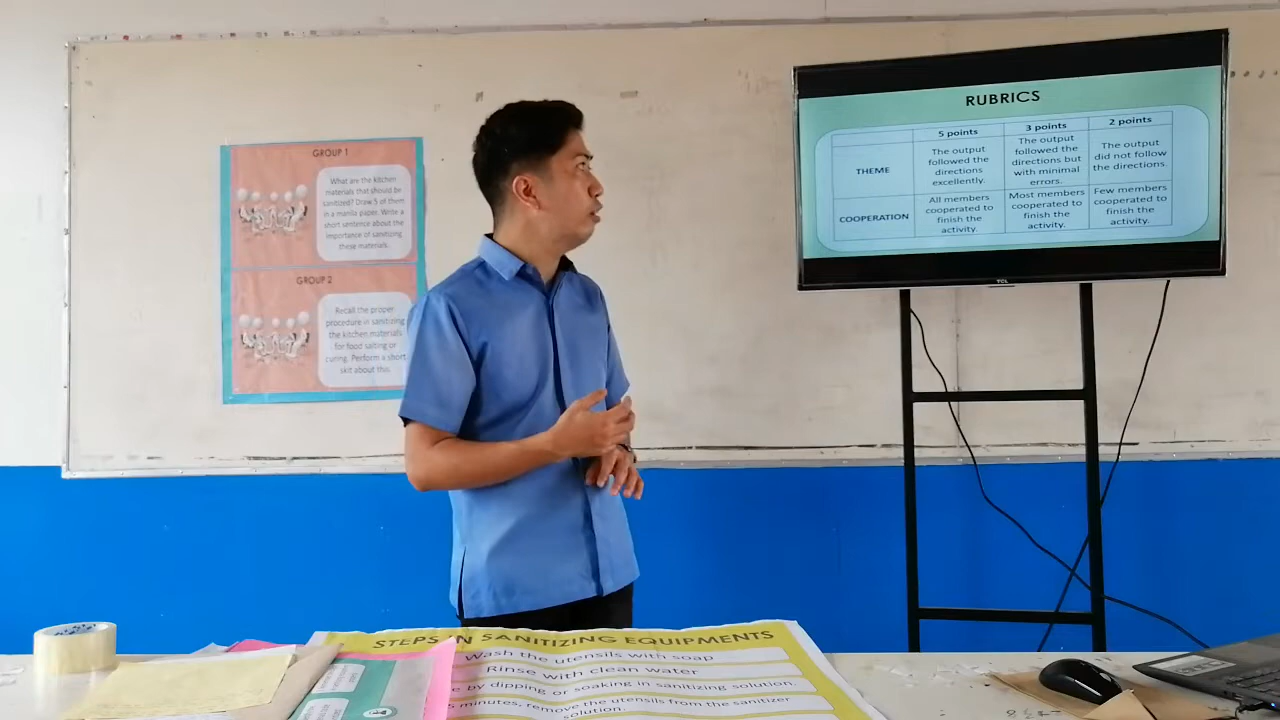 GROUP 1
What are the kitchen
materials that should be
sanitized? Draw 5 of them
in a manila paper. Write a
short sentence about the
importance of sanitizing
these materials.
GROUP 2
Recall the proper
procedure in sanitizing
the kitchen materials
for food salting or
curing. Perform a short
skit about this.
RUBRICS
5 points
3 points
2 points
THEME
The output
followed the
directions
excellently.
The output
followed the
directions but
with minimal
errors.
The output
did not follow
the directions
COOPERATION
All members
cooperated to
finish the
activity.
Most members
cooperated to
finish the
activity.
Few members
cooperated to
finish the
activity.
TCL
STEPS IN SANITIZING EQUIPMENTS
Wash the utensils with soap
Rinse with clean water
by dipping or soaking in sanitizing solution.
5 minutes, remove the utensils from the sanitizer
solution.